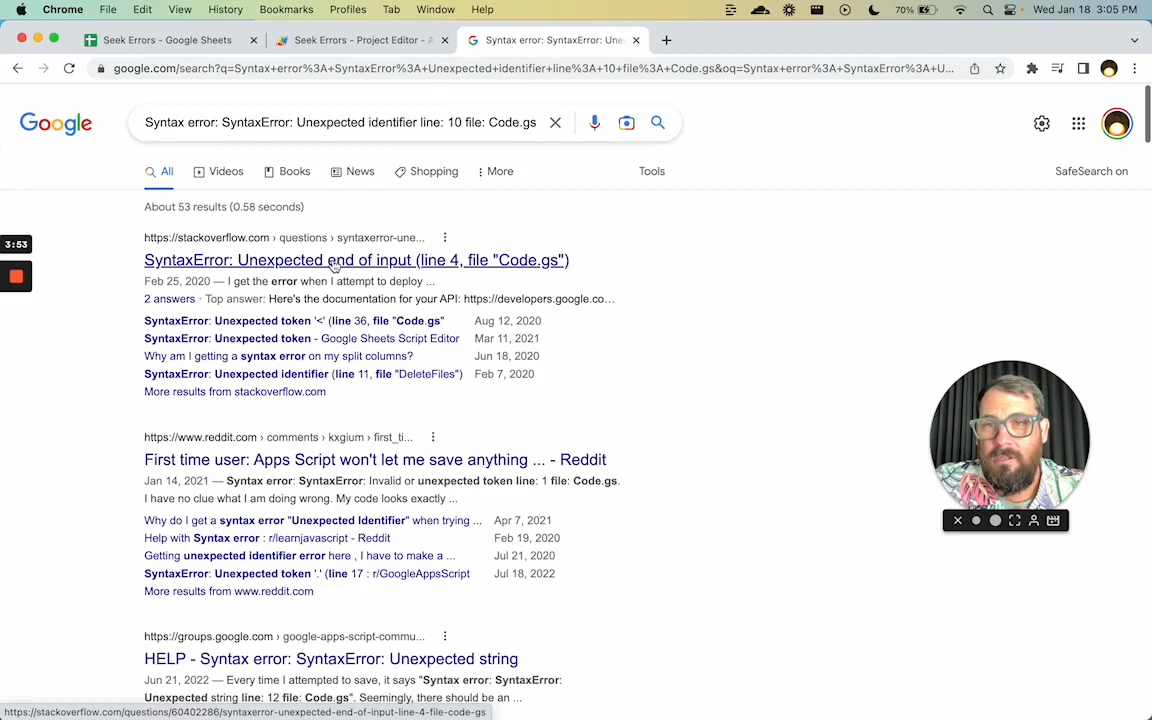 Chrome File Edit View History Bookmarks Profiles Tab Window Help 70% Wed Jan 18 3:05 PM
Seek Errors - Google Sheets Seek Errors - Project Editor - A Syntax error: SyntaxError: Une
google.com/search?q=Syntax+error%3A+SyntaxError%3A+Unexpected+identifier+line%3A+10+file%3A+Code.gs&oq=Syntax+error%3A+SyntaxError%3A+U...
Google Syntax error: SyntaxError: Unexpected identifier line: 10 file: Code.gs
All Videos Books News Shopping More Tools SafeSearch on
About 53 results (0.58 seconds)
https://stackoverflow.com › questions › syntaxerror-une...
3:53
SyntaxError: Unexpected end of input (line 4, file "Code.gs")
Feb 25, 2020 — I get the error when I attempt to deploy ...
2 answers · Top answer: Here's the documentation for your API: https://developers.google.co...
SyntaxError: Unexpected token '<' (line 36, file "Code.gs" Aug 12, 2020
SyntaxError: Unexpected token - Google Sheets Script Editor Mar 11, 2021
Why am I getting a syntax error on my split columns? Jun 18, 2020
SyntaxError: Unexpected identifier (line 11, file "DeleteFiles") Feb 7, 2020
More results from stackoverflow.com
https://www.reddit.com › comments › kxgium › first_ti...
First time user: Apps Script won't let me save anything ... - Reddit
Jan 14, 2021 — Syntax error: SyntaxError: Invalid or unexpected token line: 1 file: Code.gs.
I have no clue what I am doing wrong. My code looks exactly ...
Why do I get a syntax error "Unexpected Identifier" when trying ... Apr 7, 2021
Help with Syntax error : r/learnjavascript - Reddit Feb 19, 2020
Getting unexpected identifier error here , I have to make a ... Jul 21, 2020
SyntaxError: Unexpected token '.' (line 17 : r/GoogleAppsScript Jul 18, 2022
More results from www.reddit.com
https://groups.google.com › google-apps-script-commu...
HELP - Syntax error: SyntaxError: Unexpected string
Jun 21, 2022 — Every time I attempted to save, it says "Syntax error: SyntaxError:
Unexpected string line: 12 file: Code.gs". Seemingly, there should be an ...
https://stackoverflow.com/questions/60402286/syntaxerror-unexpected-end-of-input-line-4-file-code-gs